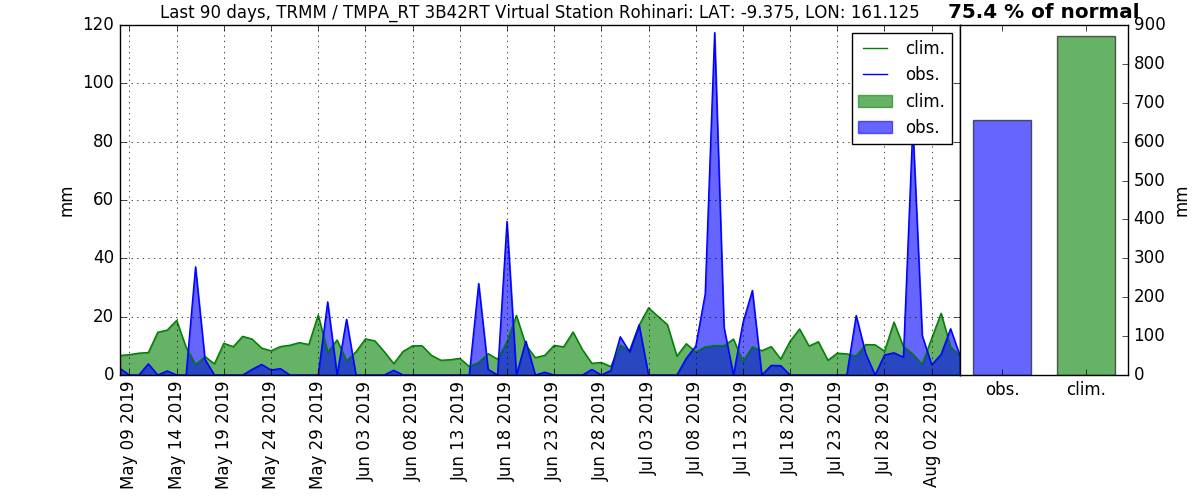 Last 90 days, TRMM / TMPA_RT 3B42RT Virtual Station Rohinari: LAT: -9.375, LON: 161.125
75.4 % of normal
mm
120
100
80
60
40
20
0
clim.
obs.
clim.
obs.
900
800
700
600
500
400
300
200
100
0
mm
May 09 2019
May 14 2019
May 19 2019
May 24 2019
May 29 2019
Jun 03 2019
Jun 08 2019
Jun 13 2019
Jun 18 2019
Jun 23 2019
Jun 28 2019
Jul 03 2019
Jul 08 2019
Jul 13 2019
Jul 18 2019
Jul 23 2019
Jul 28 2019
Aug 02 2019
obs.
clim.